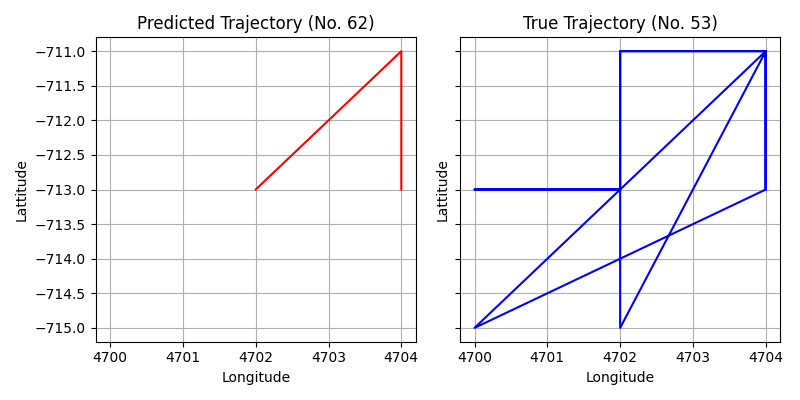 Predicted Trajectory (No. 62)
True Trajectory (No. 53)
−711.0
−711.5
−712.0
−712.5
−713.0
−713.5
−714.0
−714.5
−715.0
Lattitude
Lattitude
4700 4701 4702 4703 4704
4700 4701 4702 4703 4704
Longitude
Longitude